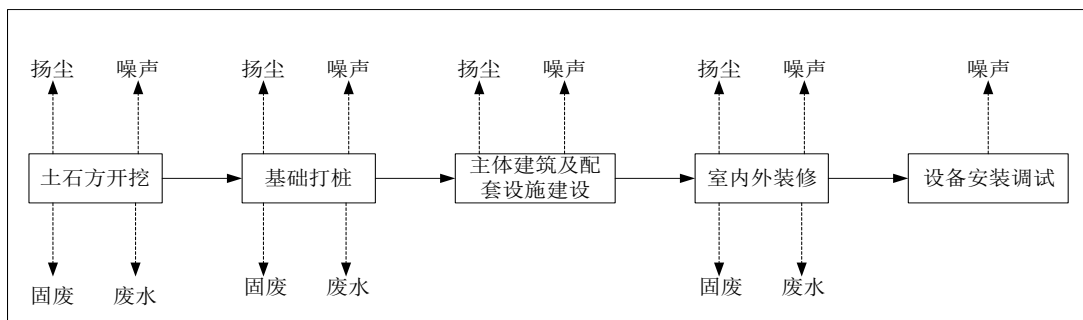 扬尘 噪声 扬尘 噪声 扬尘 噪声 扬尘 噪声 噪声
土石方开挖
基础打桩
主体建筑及配
套设施建设
室内外装修
设备安装调试
固废 废水 固废 废水 固废 废水